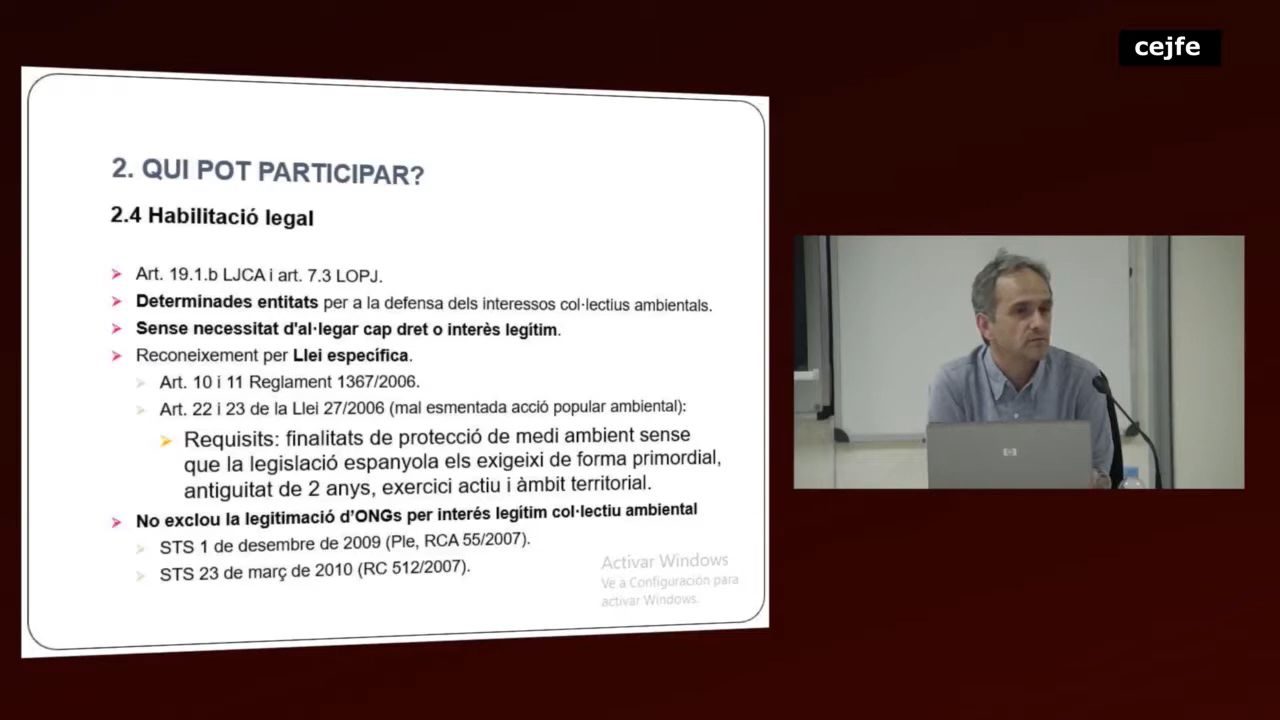 cejfe
2. QUI POT PARTICIPAR?
2.4 Habilitació legal
Art. 19.1.b LJCA i art. 7.3 LOPJ.
Determinades entitats per a la defensa dels interessos col·lectius ambientals.
Sense necessitat d'al·legar cap dret o interès legítim.
Reconeixement per Llei específica.
Art. 10 i 11 Reglament 1367/2006.
Art. 22 i 23 de la Llei 27/2006 (mal esmentada acció popular ambiental):
Requisits: finalitats de protecció de medi ambient sense
que la legislació espanyola els exigeixi de forma primordial,
antiguitat de 2 anys, exercici actiu i àmbit territorial.
No exclou la legitimació d'ONGs per interés legítim col·lectiu ambiental
STS 1 de desembre de 2009 (Ple, RCA 55/2007).
STS 23 de març de 2010 (RC 512/2007).
Activar Windows
Ve a Configuración para
activar Windows.
hp